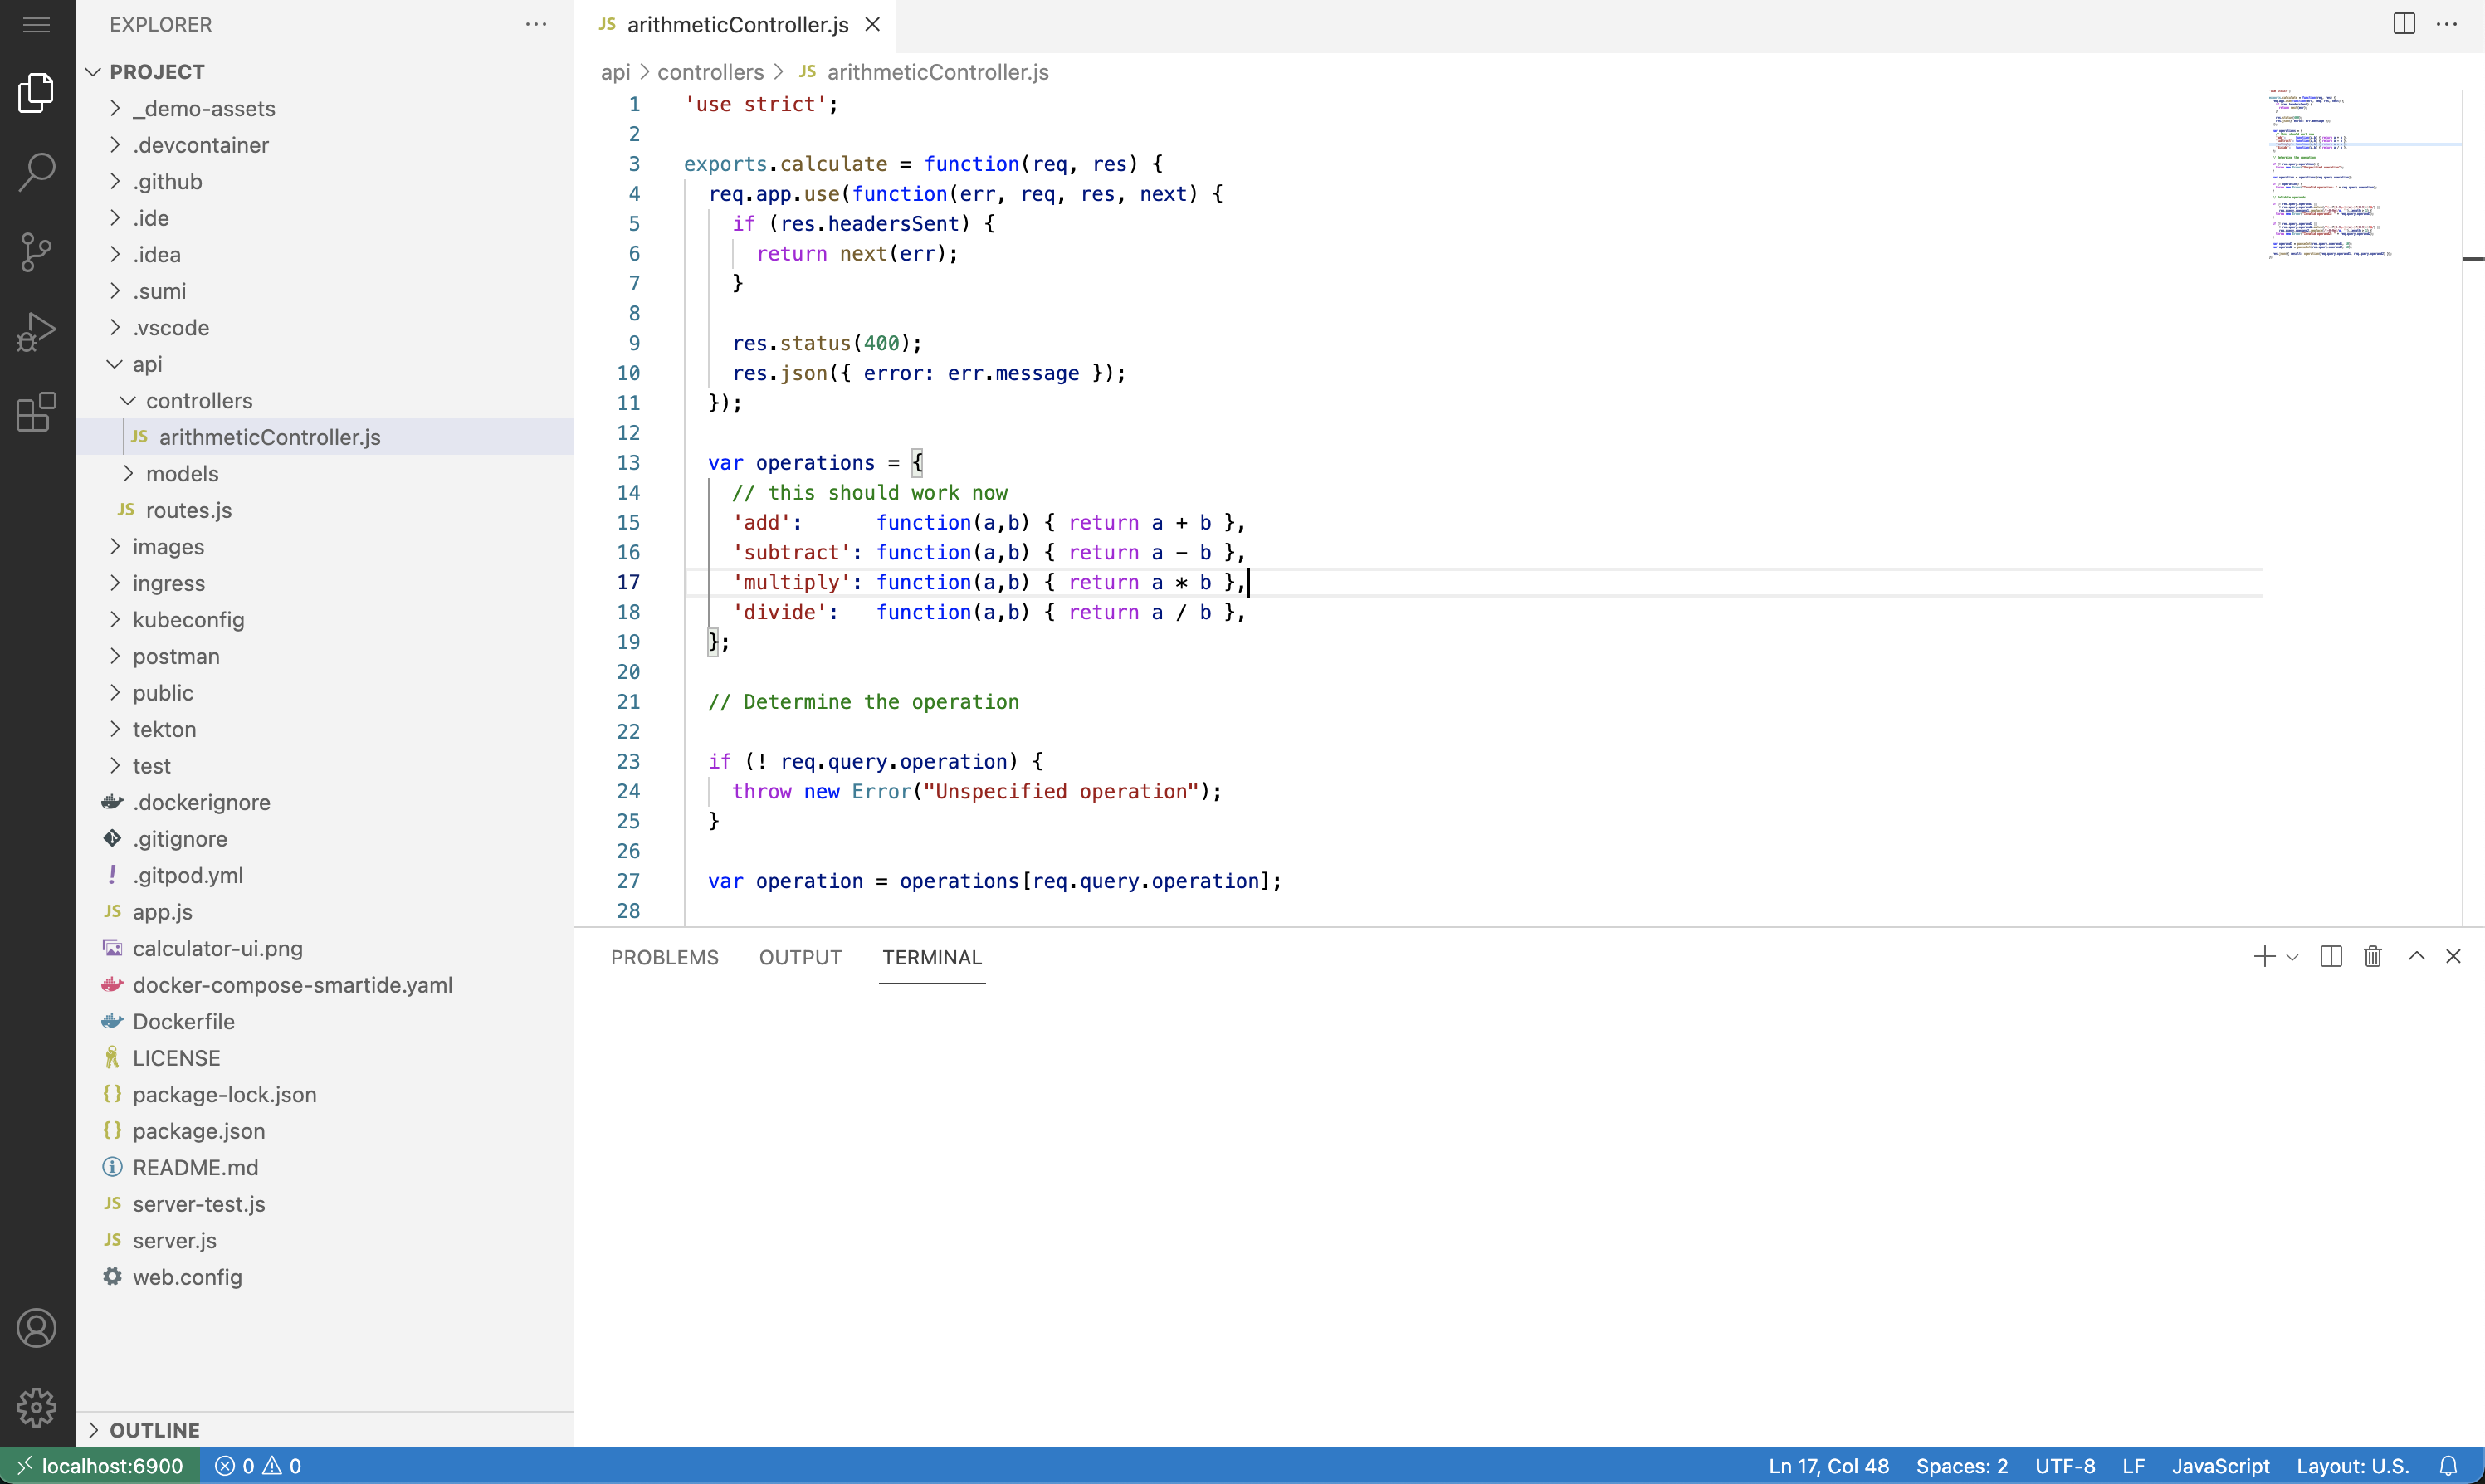 EXPLORER
PROJECT
_demo-assets
.devcontainer
.github
.ide
.idea
.sumi
.vscode
api
controllers
JS arithmeticController.js
models
JS routes.js
images
ingress
kubeconfig
postman
public
tekton
test
.dockerignore
.gitignore
! .gitpod.yml
JS app.js
calculator-ui.png
docker-compose-smartide.yaml
Dockerfile
LICENSE
{} package-lock.json
{} package.json
README.md
JS server-test.js
JS server.js
web.config
OUTLINE
JS arithmeticController.js
api > controllers > JS arithmeticController.js
1 'use strict';
2
3 exports.calculate = function(req, res) {
4   req.app.use(function(err, req, res, next) {
5     if (res.headersSent) {
6       return next(err);
7     }
8
9     res.status(400);
10     res.json({ error: err.message });
11   });
12
13   var operations = {
14     // this should work now
15     'add':      function(a,b) { return a + b },
16     'subtract': function(a,b) { return a - b },
17     'multiply': function(a,b) { return a * b },
18     'divide':   function(a,b) { return a / b },
19   };
20
21   // Determine the operation
22
23   if (! req.query.operation) {
24     throw new Error("Unspecified operation");
25   }
26
27   var operation = operations[req.query.operation];
28
PROBLEMS OUTPUT TERMINAL
localhost:6900 0 0 Ln 17, Col 48 Spaces: 2 UTF-8 LF JavaScript Layout: U.S.